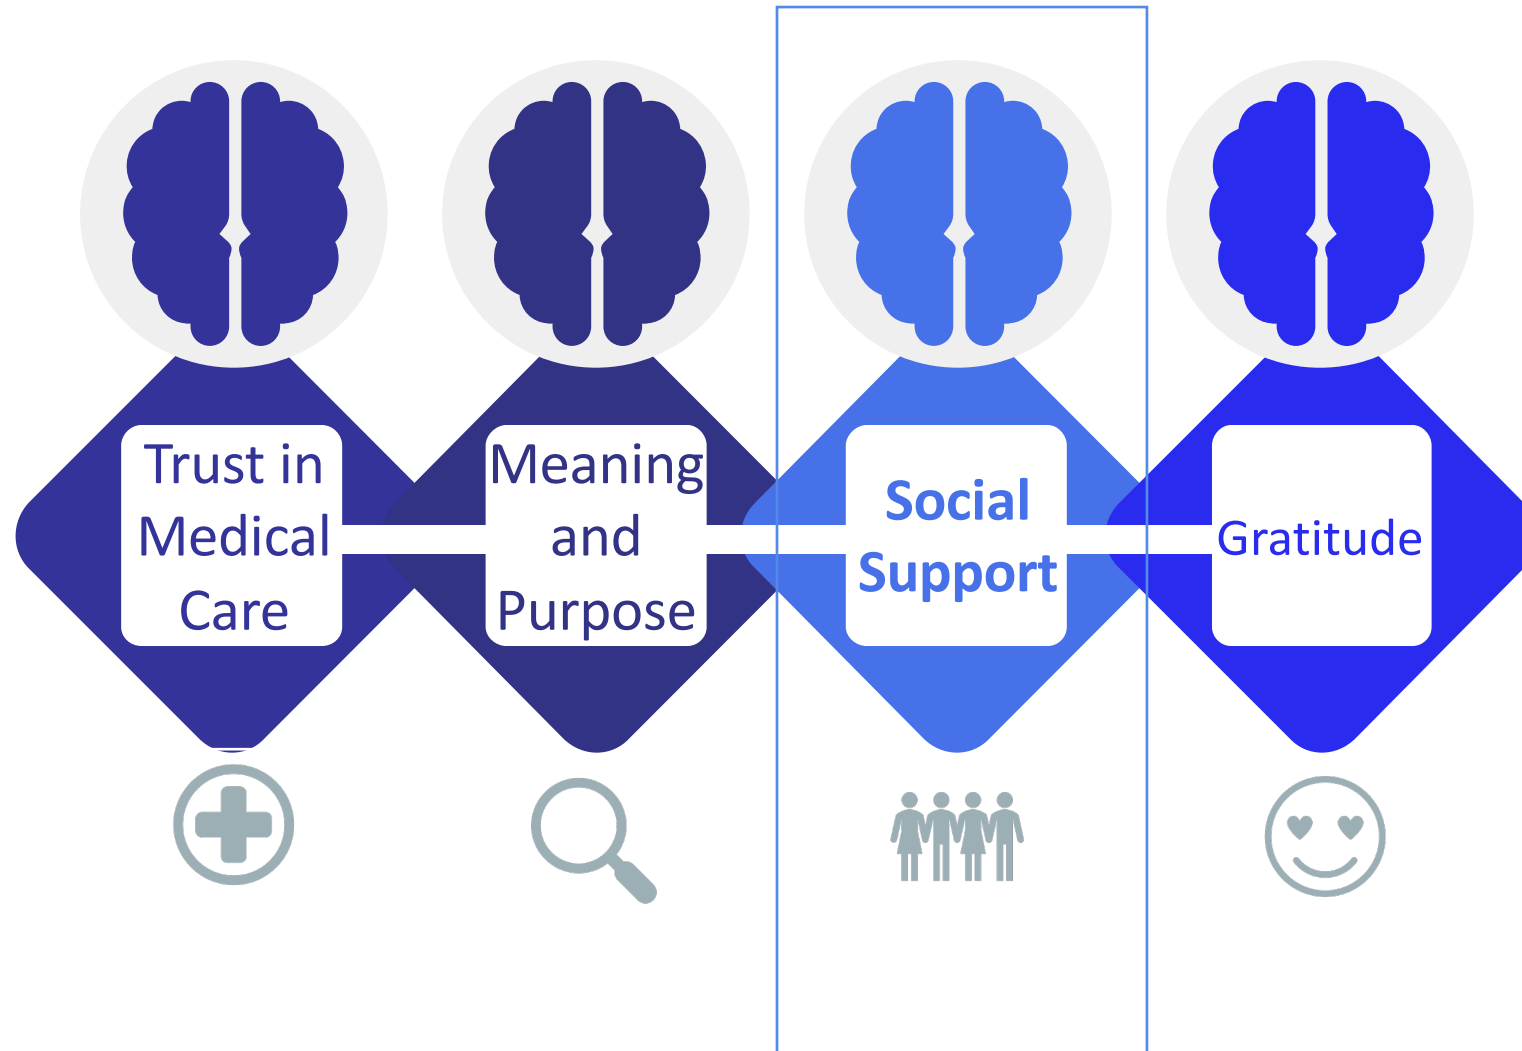 Trust in
Medical
Care
Meaning
and
Purpose
Social
Support
Gratitude